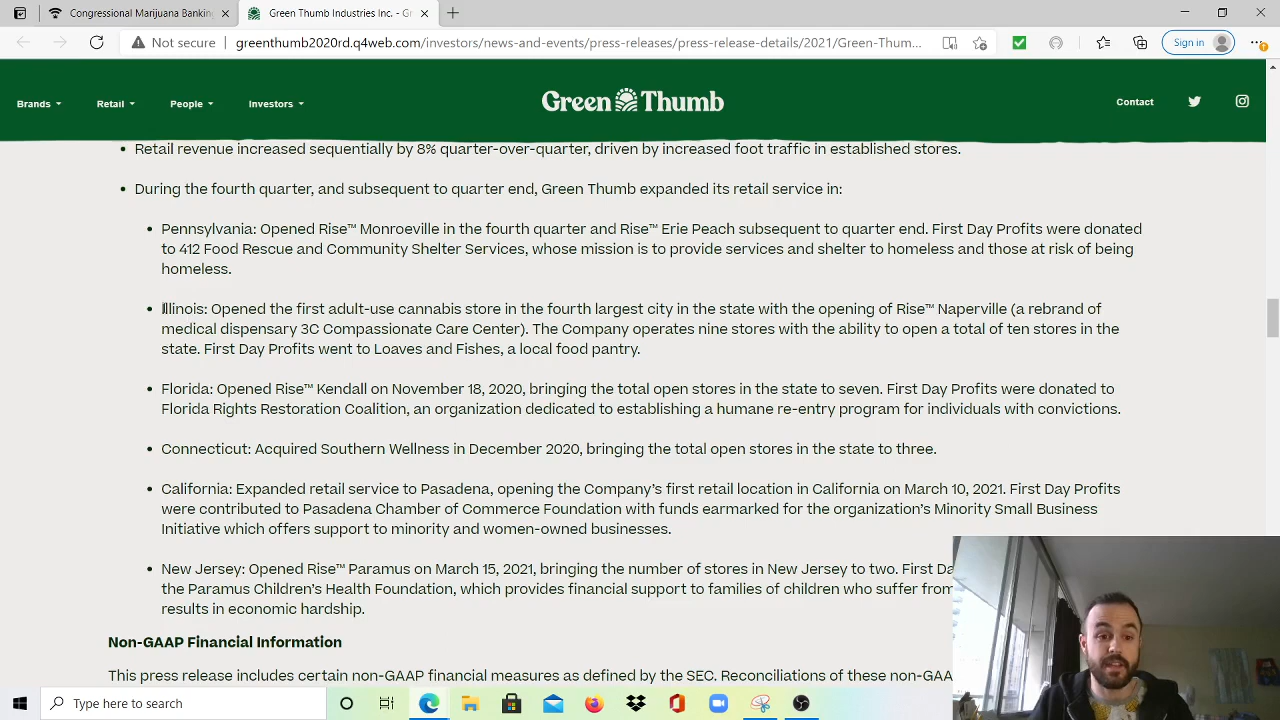 Congressional Marijuana Banking
Green Thumb Industries Inc. - Gr
Not secure
greenthumb2020rd.q4web.com/investors/news-and-events/press-releases/press-release-details/2021/Green-Thum...
Sign in
Brands
Retail
People
Investors
Green Thumb
Contact
• Retail revenue increased sequentially by 8% quarter-over-quarter, driven by increased foot traffic in established stores.
• During the fourth quarter, and subsequent to quarter end, Green Thumb expanded its retail service in:
• Pennsylvania: Opened Rise™ Monroeville in the fourth quarter and Rise™ Erie Peach subsequent to quarter end. First Day Profits were donated
to 412 Food Rescue and Community Shelter Services, whose mission is to provide services and shelter to homeless and those at risk of being
homeless.
• Illinois: Opened the first adult-use cannabis store in the fourth largest city in the state with the opening of Rise™ Naperville (a rebrand of
medical dispensary 3C Compassionate Care Center). The Company operates nine stores with the ability to open a total of ten stores in the
state. First Day Profits went to Loaves and Fishes, a local food pantry.
• Florida: Opened Rise™ Kendall on November 18, 2020, bringing the total open stores in the state to seven. First Day Profits were donated to
Florida Rights Restoration Coalition, an organization dedicated to establishing a humane re-entry program for individuals with convictions.
• Connecticut: Acquired Southern Wellness in December 2020, bringing the total open stores in the state to three.
• California: Expanded retail service to Pasadena, opening the Company's first retail location in California on March 10, 2021. First Day Profits
were contributed to Pasadena Chamber of Commerce Foundation with funds earmarked for the organization's Minority Small Business
Initiative which offers support to minority and women-owned businesses.
• New Jersey: Opened Rise™ Paramus on March 15, 2021, bringing the number of stores in New Jersey to two. First Da
the Paramus Children's Health Foundation, which provides financial support to families of children who suffer from
results in economic hardship.
Non-GAAP Financial Information
This press release includes certain non-GAAP financial measures as defined by the SEC. Reconciliations of these non-GAA
Type here to search